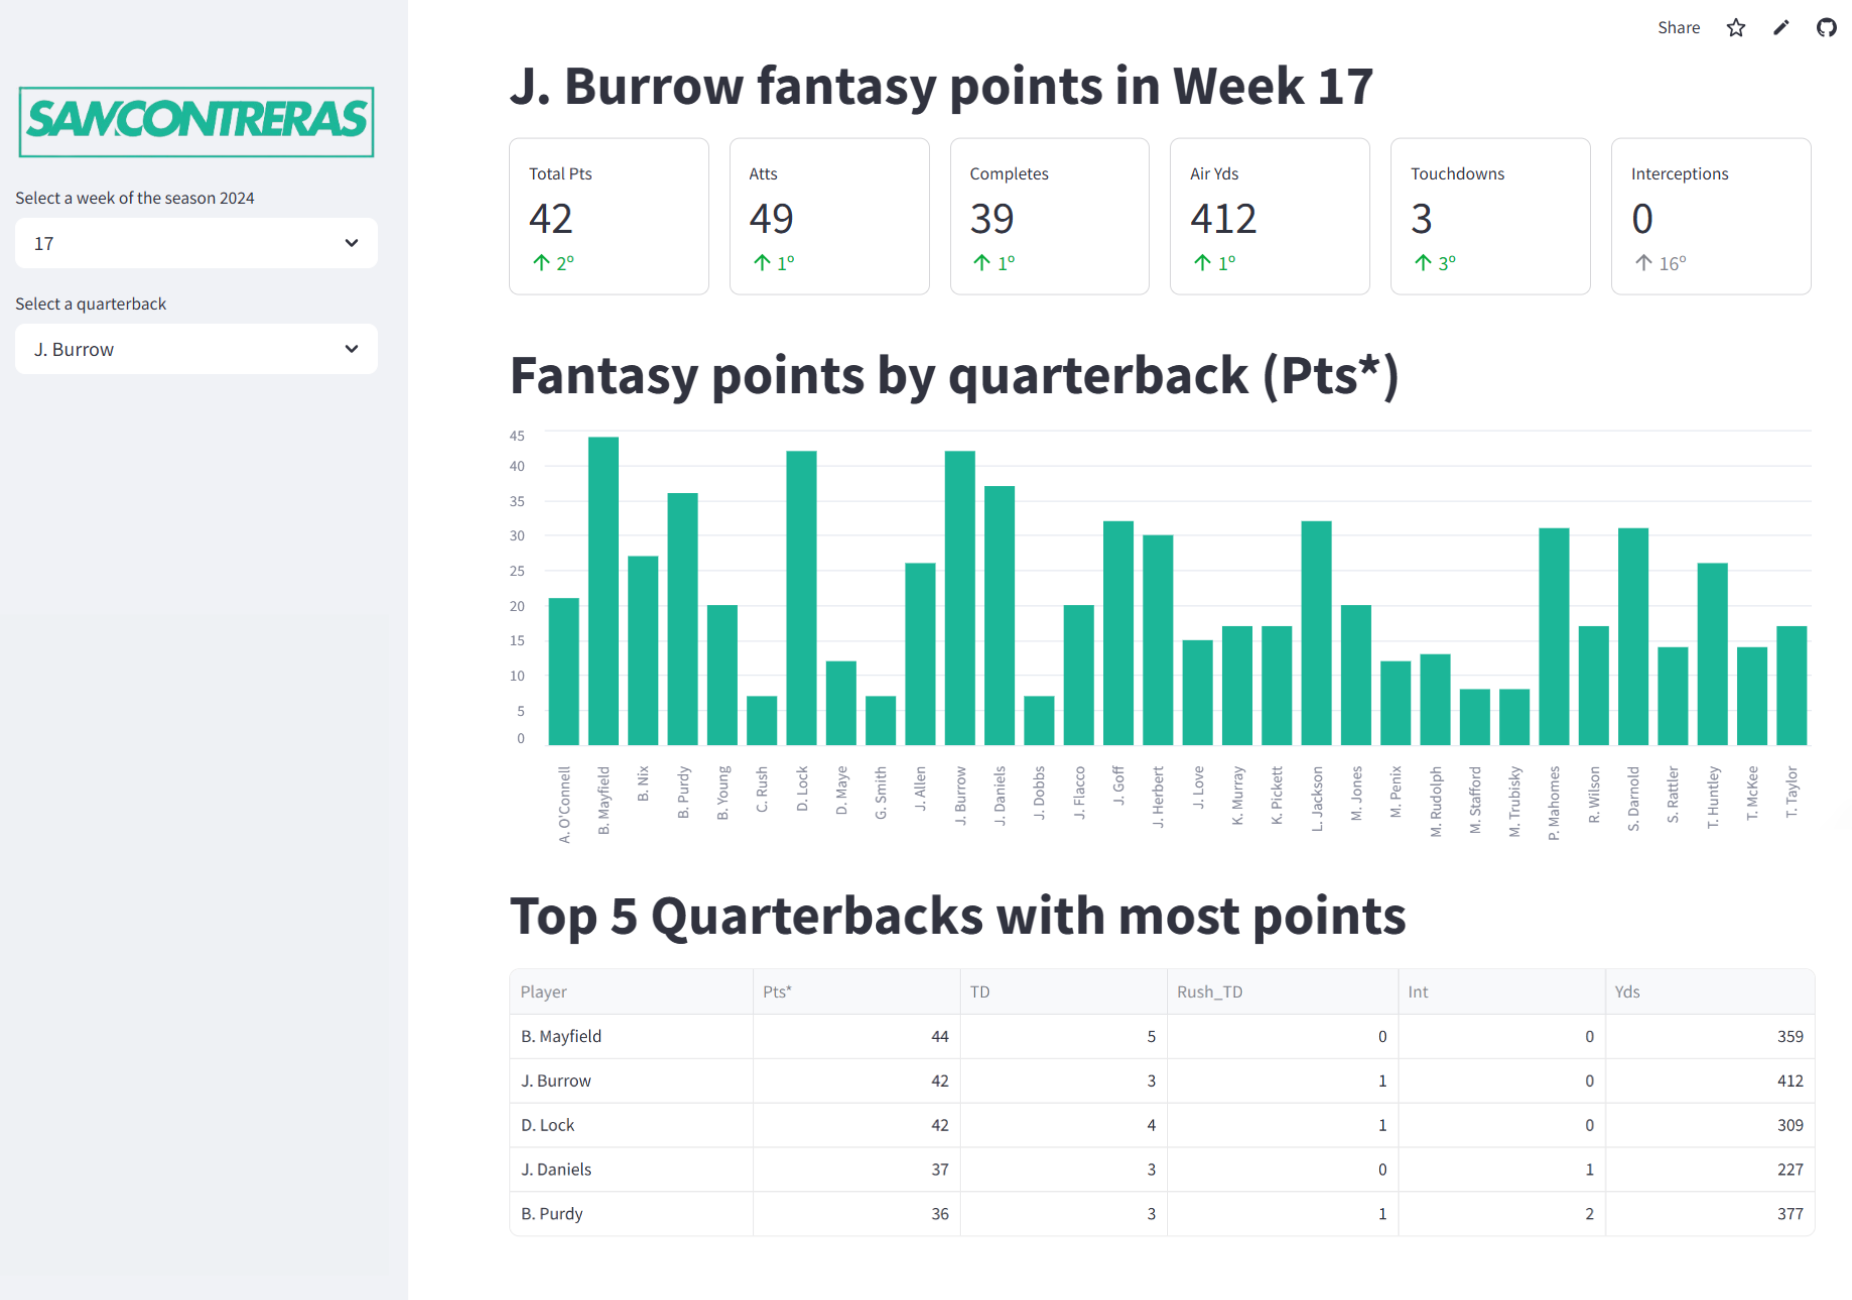 Share
SAMCONTRERAS
Select a week of the season 2024
17
Select a quarterback
J. Burrow
J. Burrow fantasy points in Week 17
Total Pts
42
↑ 2º
Atts
49
↑ 1º
Completes
39
↑ 1º
Air Yds
412
↑ 1º
Touchdowns
3
↑ 3º
Interceptions
0
↑ 16º
Fantasy points by quarterback (Pts*)
45
40
35
30
25
20
15
10
5
0
A. O'Connell
B. Mayfield
B. Nix
B. Purdy
B. Young
C. Rush
D. Lock
D. Maye
G. Smith
J. Allen
J. Burrow
J. Daniels
J. Dobbs
J. Flacco
J. Goff
J. Herbert
J. Love
K. Murray
K. Pickett
L. Jackson
M. Jones
M. Penix
M. Rudolph
M. Stafford
M. Trubisky
P. Mahomes
R. Wilson
S. Darnold
S. Rattler
T. Huntley
T. McKee
T. Taylor
Top 5 Quarterbacks with most points
Player Pts* TD Rush_TD Int Yds
B. Mayfield 44 5 0 0 359
J. Burrow 42 3 1 0 412
D. Lock 42 4 1 0 309
J. Daniels 37 3 0 1 227
B. Purdy 36 3 1 2 377